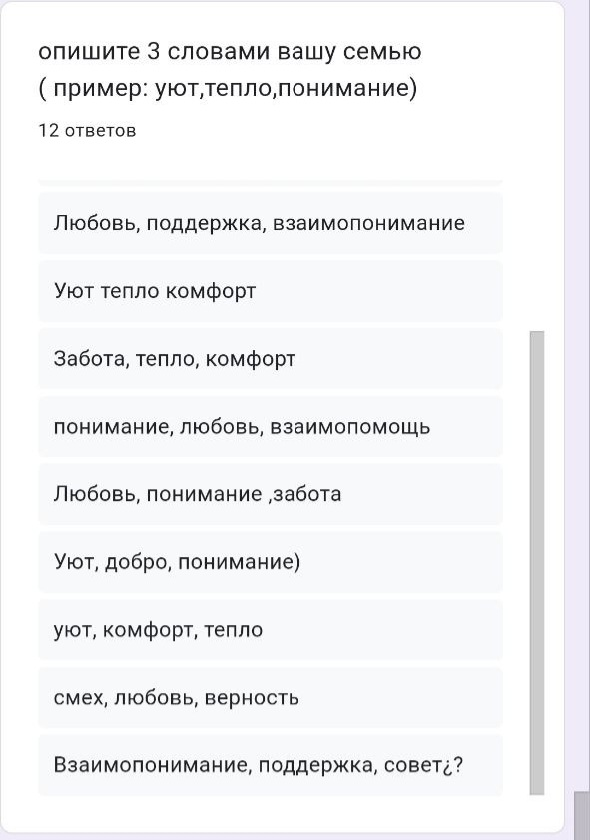 опишите 3 словами вашу семью
( пример: уют,тепло,понимание)
12 ответов
Любовь, поддержка, взаимопонимание
Уют тепло комфорт
Забота, тепло, комфорт
понимание, любовь, взаимопомощь
Любовь, понимание ,забота
Уют, добро, понимание)
уют, комфорт, тепло
смех, любовь, верность
Взаимопонимание, поддержка, совет¿?